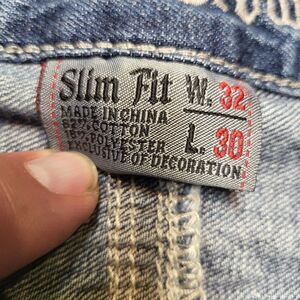 Slim Fit W. 32
MADE IN CHINA
COTTON
POLYESTER L. 30
EXCLUSIVE OF DECORATION